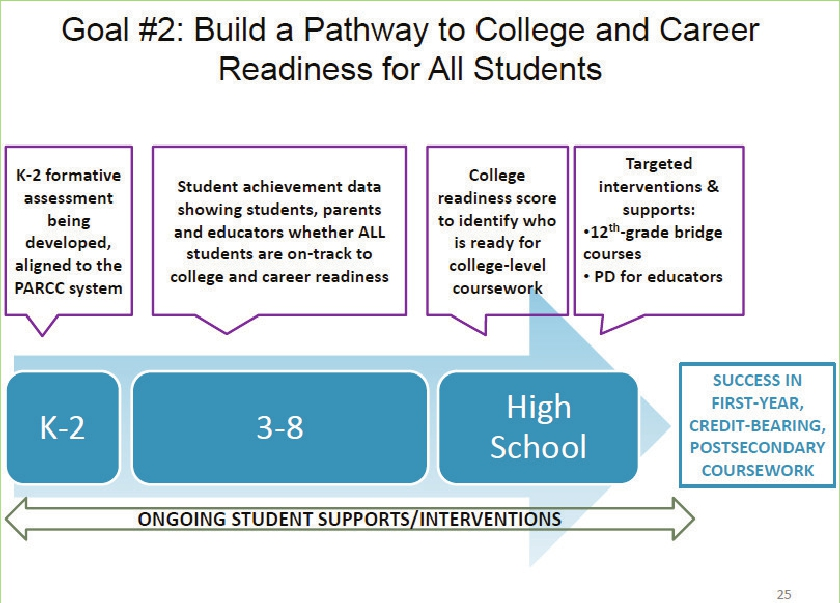 Goal #2: Build a Pathway to College and Career
Readiness for All Students
K-2 formative
assessment
being
developed,
aligned to the
PARCC system
Student achievement data
showing students, parents
and educators whether ALL
students are on-track to
college and career readiness
College
readiness score
to identify who
is ready for
college-level
coursework
Targeted
interventions &
supports:
•12th-grade bridge
courses
• PD for educators
K-2
3-8
High
School
SUCCESS IN
FIRST-YEAR,
CREDIT-BEARING,
POSTSECONDARY
COURSEWORK
ONGOING STUDENT SUPPORTS/INTERVENTIONS
25